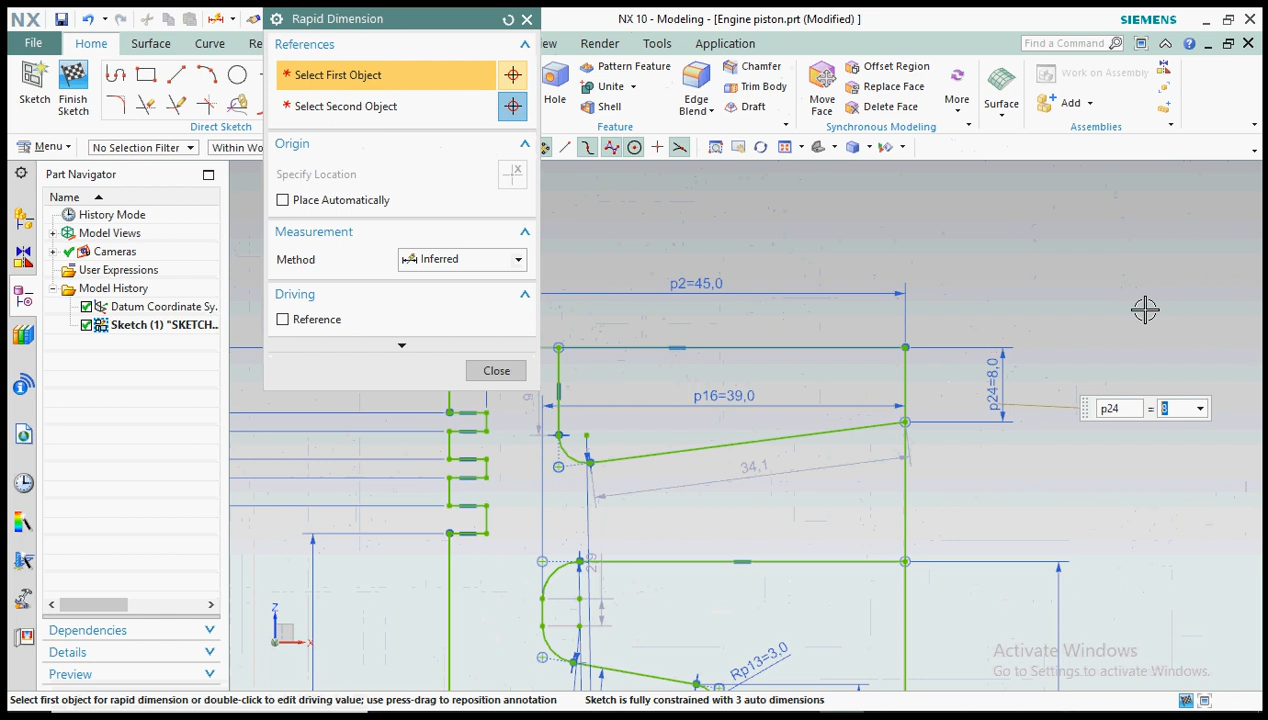 NX
Rapid Dimension
NX 10 - Modeling - [Engine piston.prt (Modified) ]
SIEMENS
File
Home
Surface
Curve
Re
ew
Render
Tools
Application
Find a Command
References
Select First Object
Select Second Object
Sketch
Finish
Sketch
Direct Sketch
Hole
Pattern Feature
Unite
Shell
Edge
Blend
Chamfer
Trim Body
Draft
Feature
Move
Face
Offset Region
Replace Face
Delete Face
More
Synchronous Modeling
Surface
Work on Assembly
Add
Assemblies
Menu
No Selection Filter
Within Wo
Origin
Specify Location
Place Automatically
Measurement
Method
Inferred
Driving
Reference
Close
Part Navigator
Name
History Mode
Model Views
Cameras
User Expressions
Model History
Datum Coordinate Sy.
Sketch (1) "SKETCH...
Dependencies
Details
Preview
p2=45,0
p16=39,0
p24=8,0
p24 = 8
34,1
2,9
Rp13=3,0
Z
X
Activate Windows
Go to Settings to activate Windows.
Select first object for rapid dimension or double-click to edit driving value; use press-drag to reposition annotation
Sketch is fully constrained with 3 auto dimensions